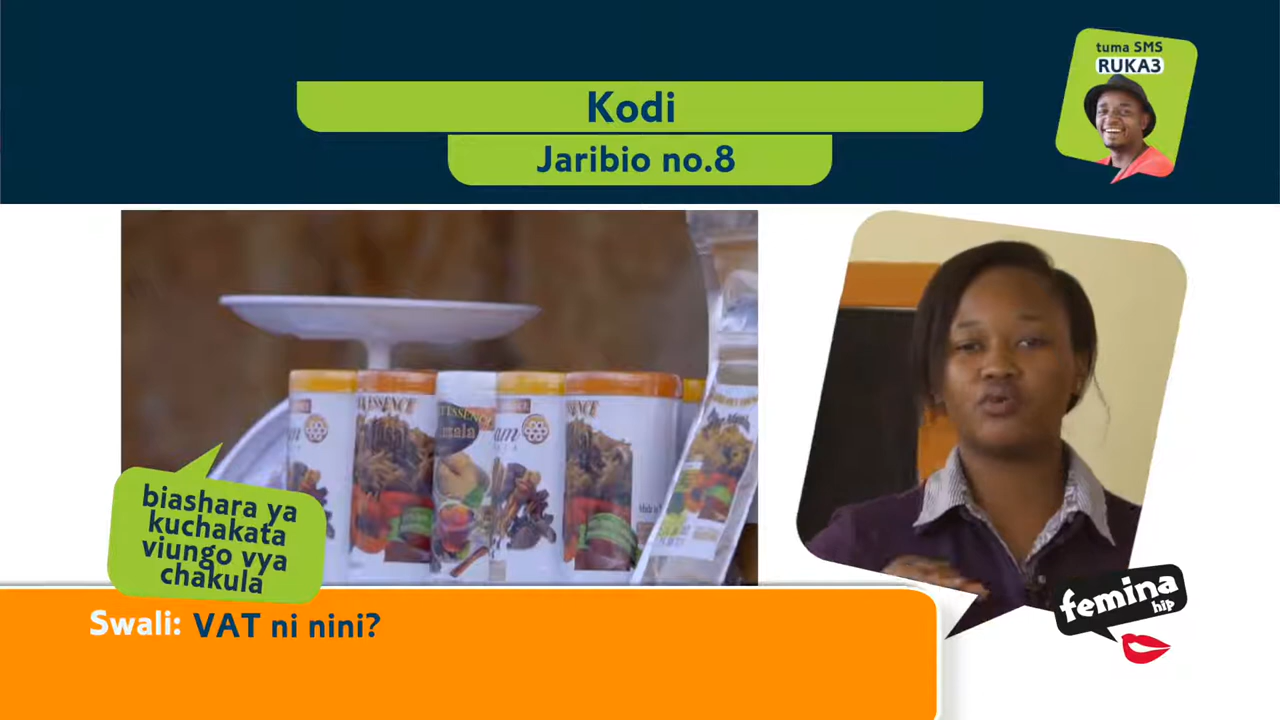 tuma SMS
RUKA3
Kodi
Jaribio no.8
biashara ya
kuchakata
viungo vya
chakula
Swali: VAT ni nini?
femina
hip